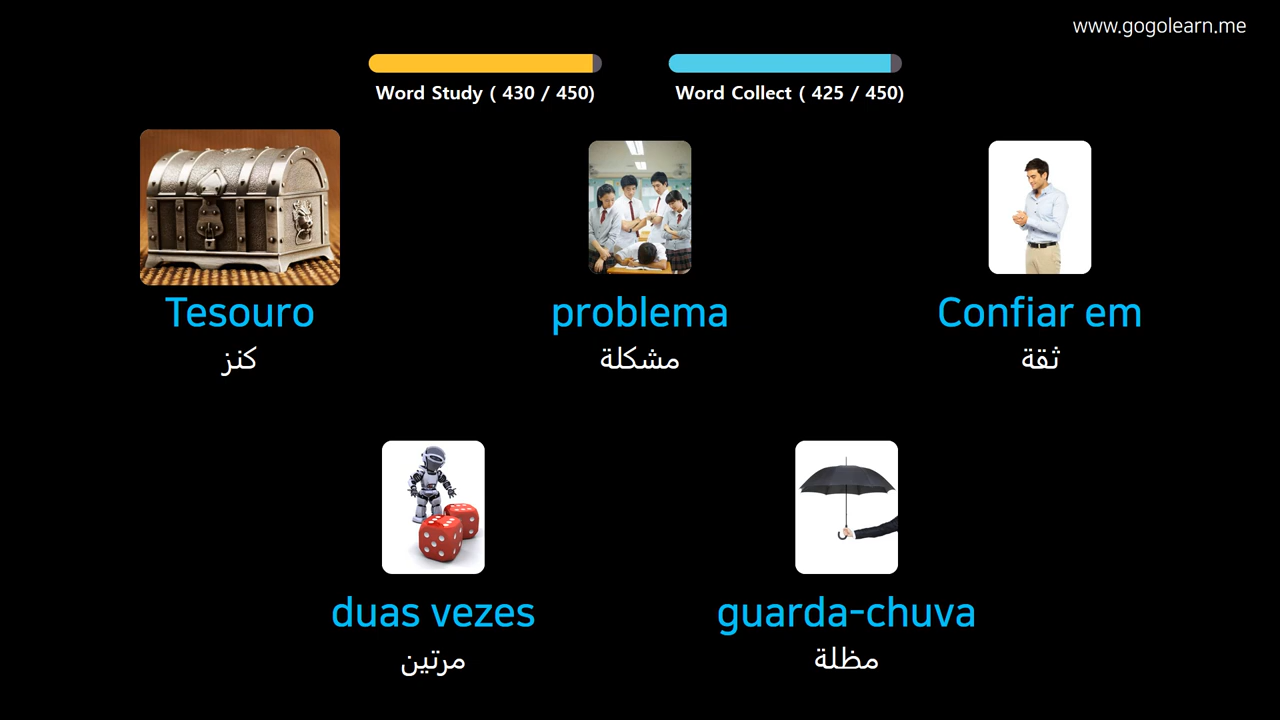 www.gogolearn.me
Word Study ( 430 / 450)
Word Collect ( 425 / 450)
Tesouro
كنز
problema
مشكلة
Confiar em
ثقة
duas vezes
مرتين
guarda-chuva
مظلة